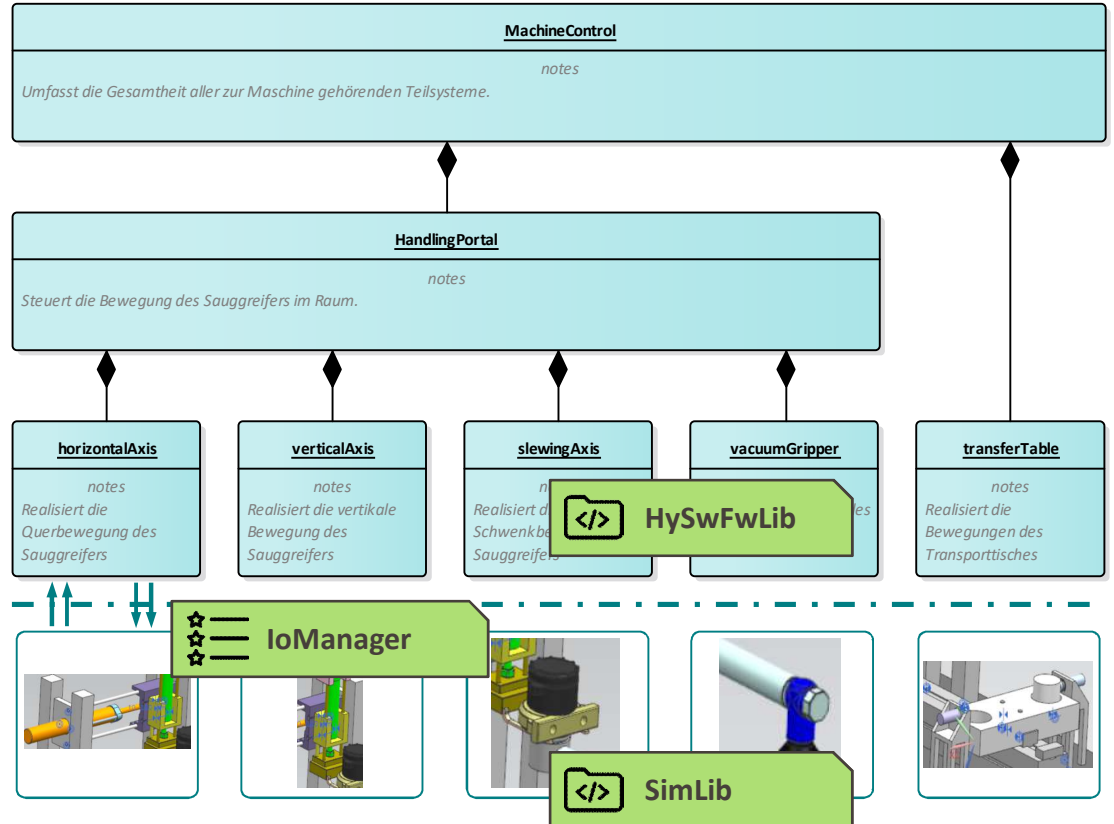 MachineControl
notes
Umfasst die Gesamtheit aller zur Maschine gehörenden Teilsysteme.
HandlingPortal
notes
Steuert die Bewegung des Sauggreifers im Raum.
horizontalAxis
notes
Realisiert die
Querbewegung des
Sauggreifers
verticalAxis
notes
Realisiert die vertikale
Bewegung des
Sauggreifers
slewingAxis
Realisiert
Sauggreifers
vacuumGripper
transferTable
notes
Realisiert die
Bewegungen des
Transporttisches
</> HySwFwLib
IoManager
</> SimLib